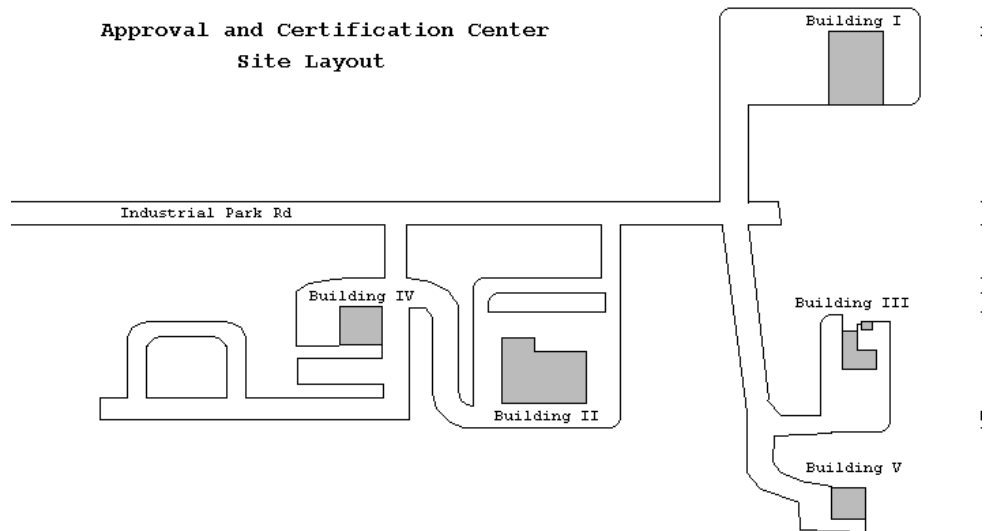 Approval and Certification Center
Site Layout
Building I
Industrial Park Rd
Building IV
Building III
Building II
Building V